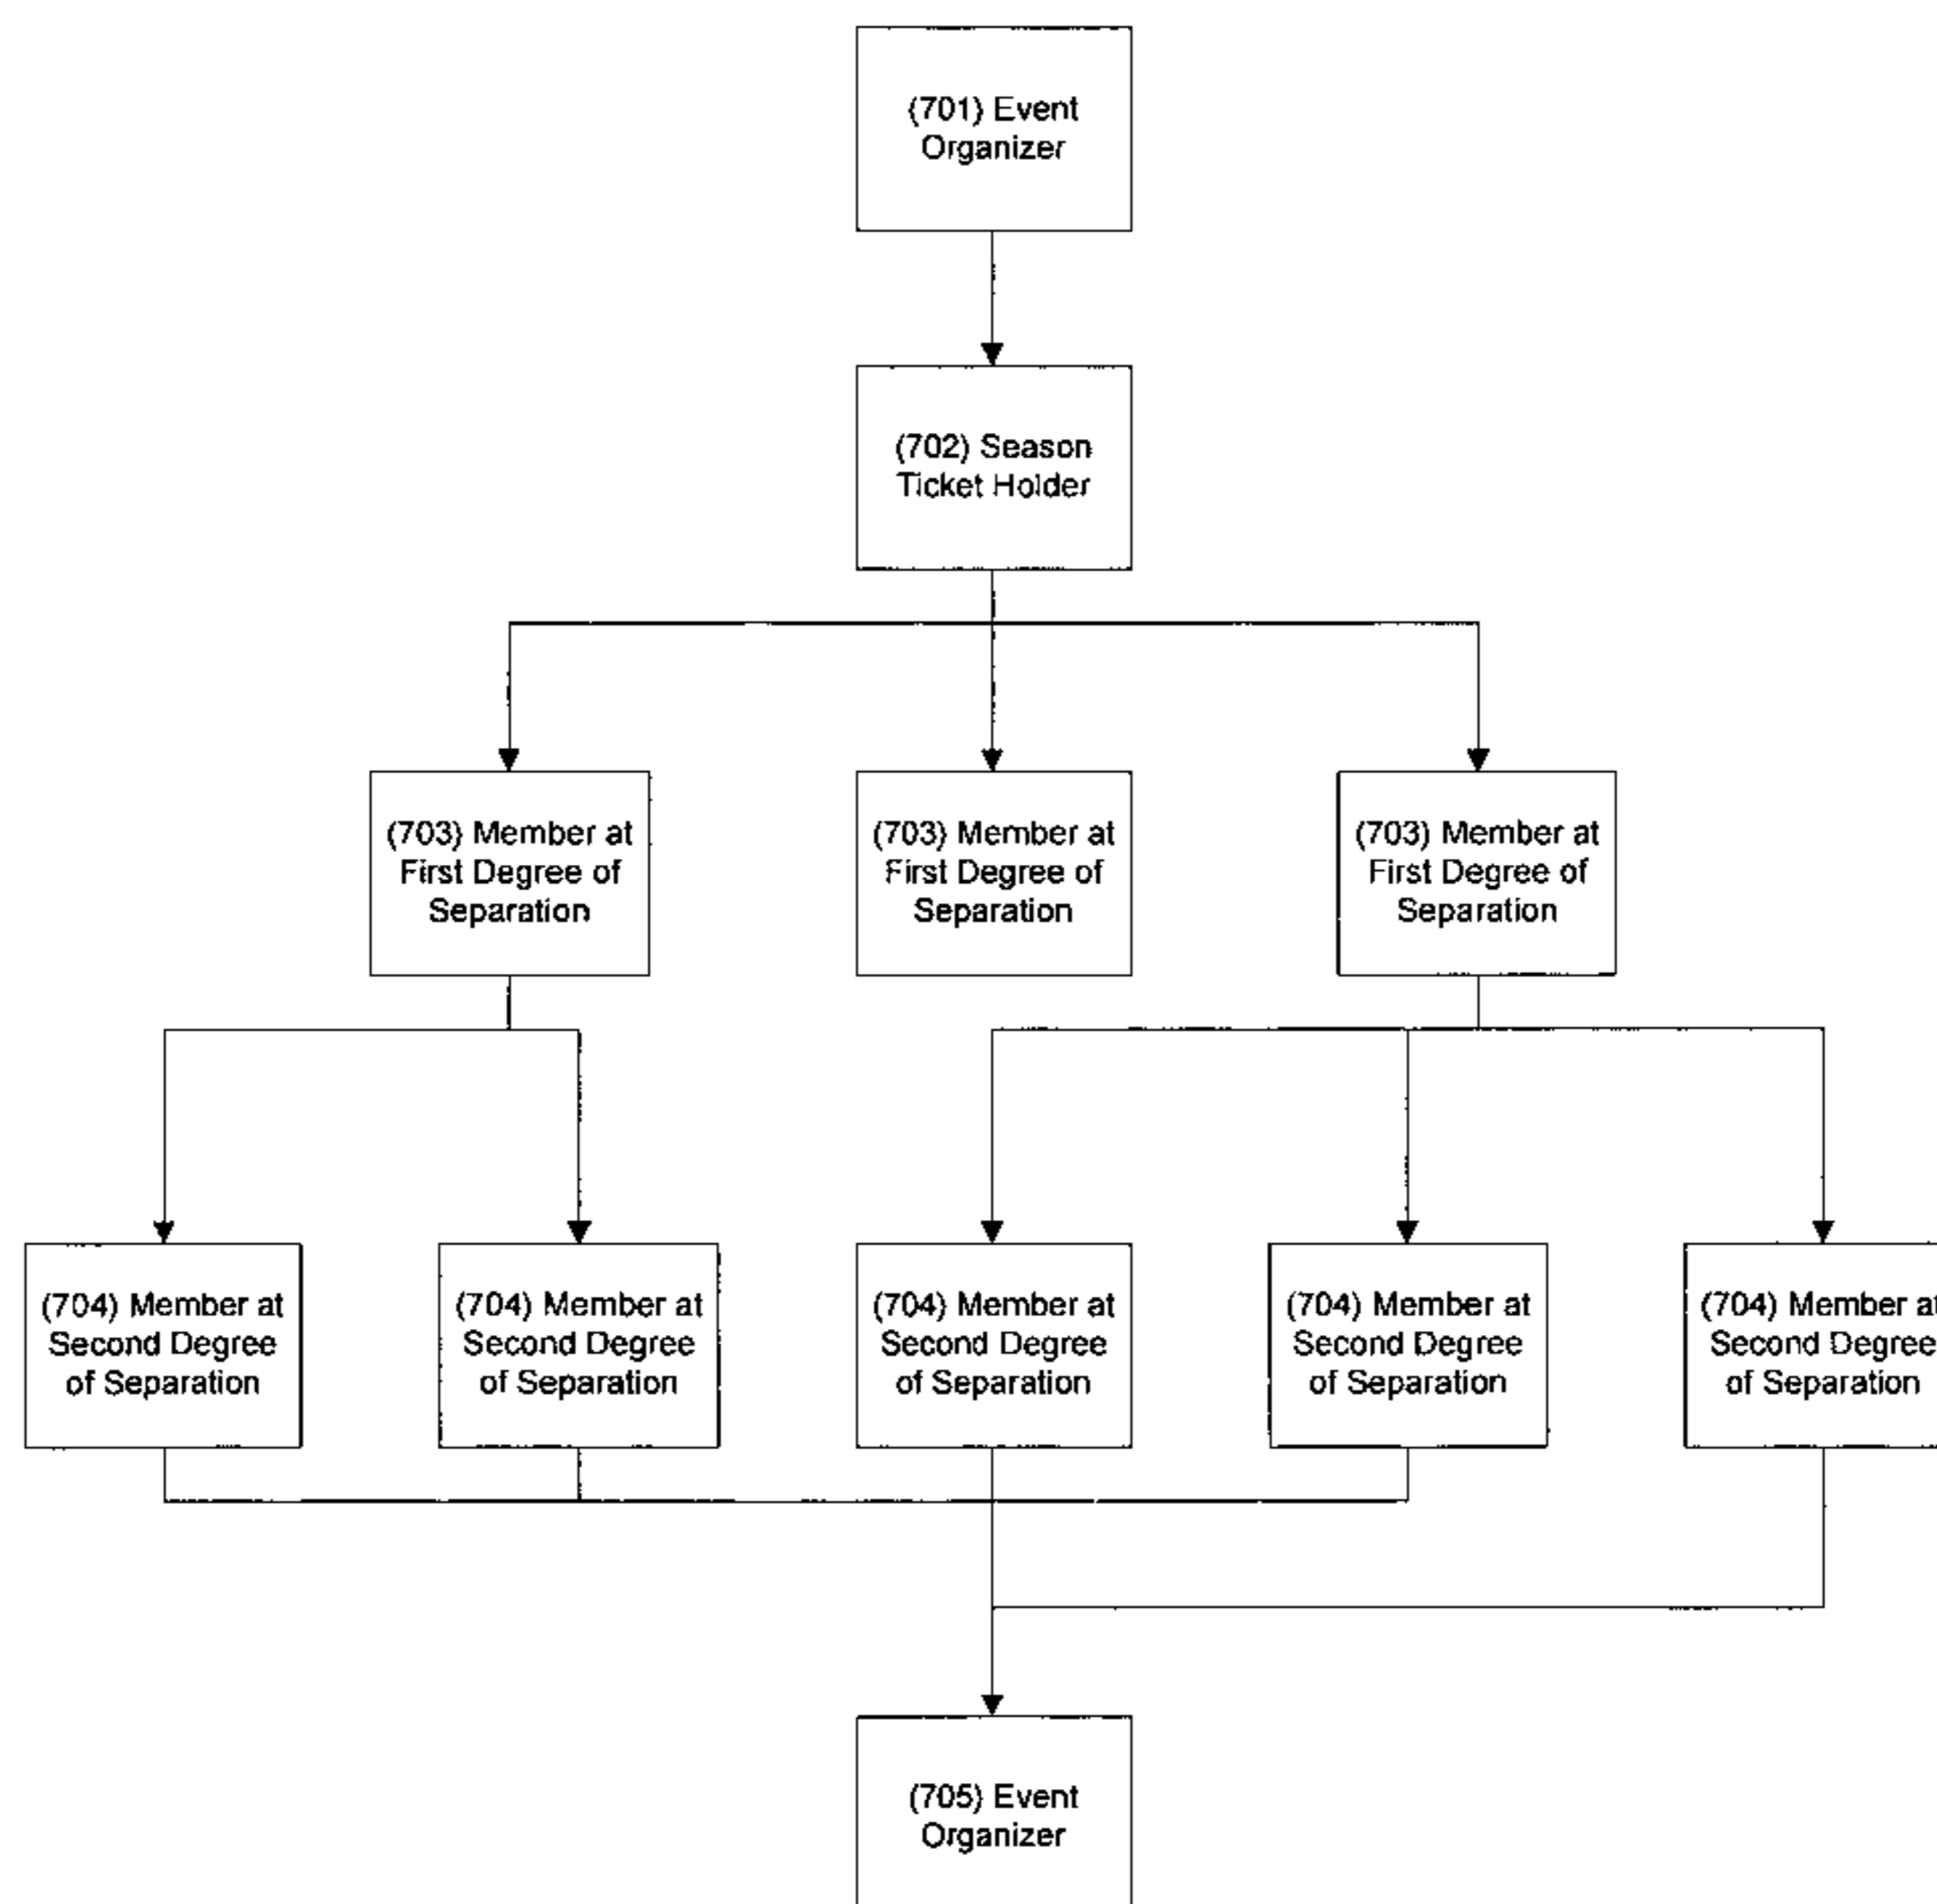 (701) Event
Organizer
(702) Season
Ticket Holder
(703) Member at
First Degree of
Separation
(703) Member at
First Degree of
Separation
(703) Member at
First Degree of
Separation
(704) Member at
Second Degree
of Separation
(704) Member at
Second Degree
of Separation
(704) Member at
Second Degree
of Separation
(704) Member at
Second Degree
of Separation
(704) Member at
Second Degree
of Separation
(705) Event
Organizer